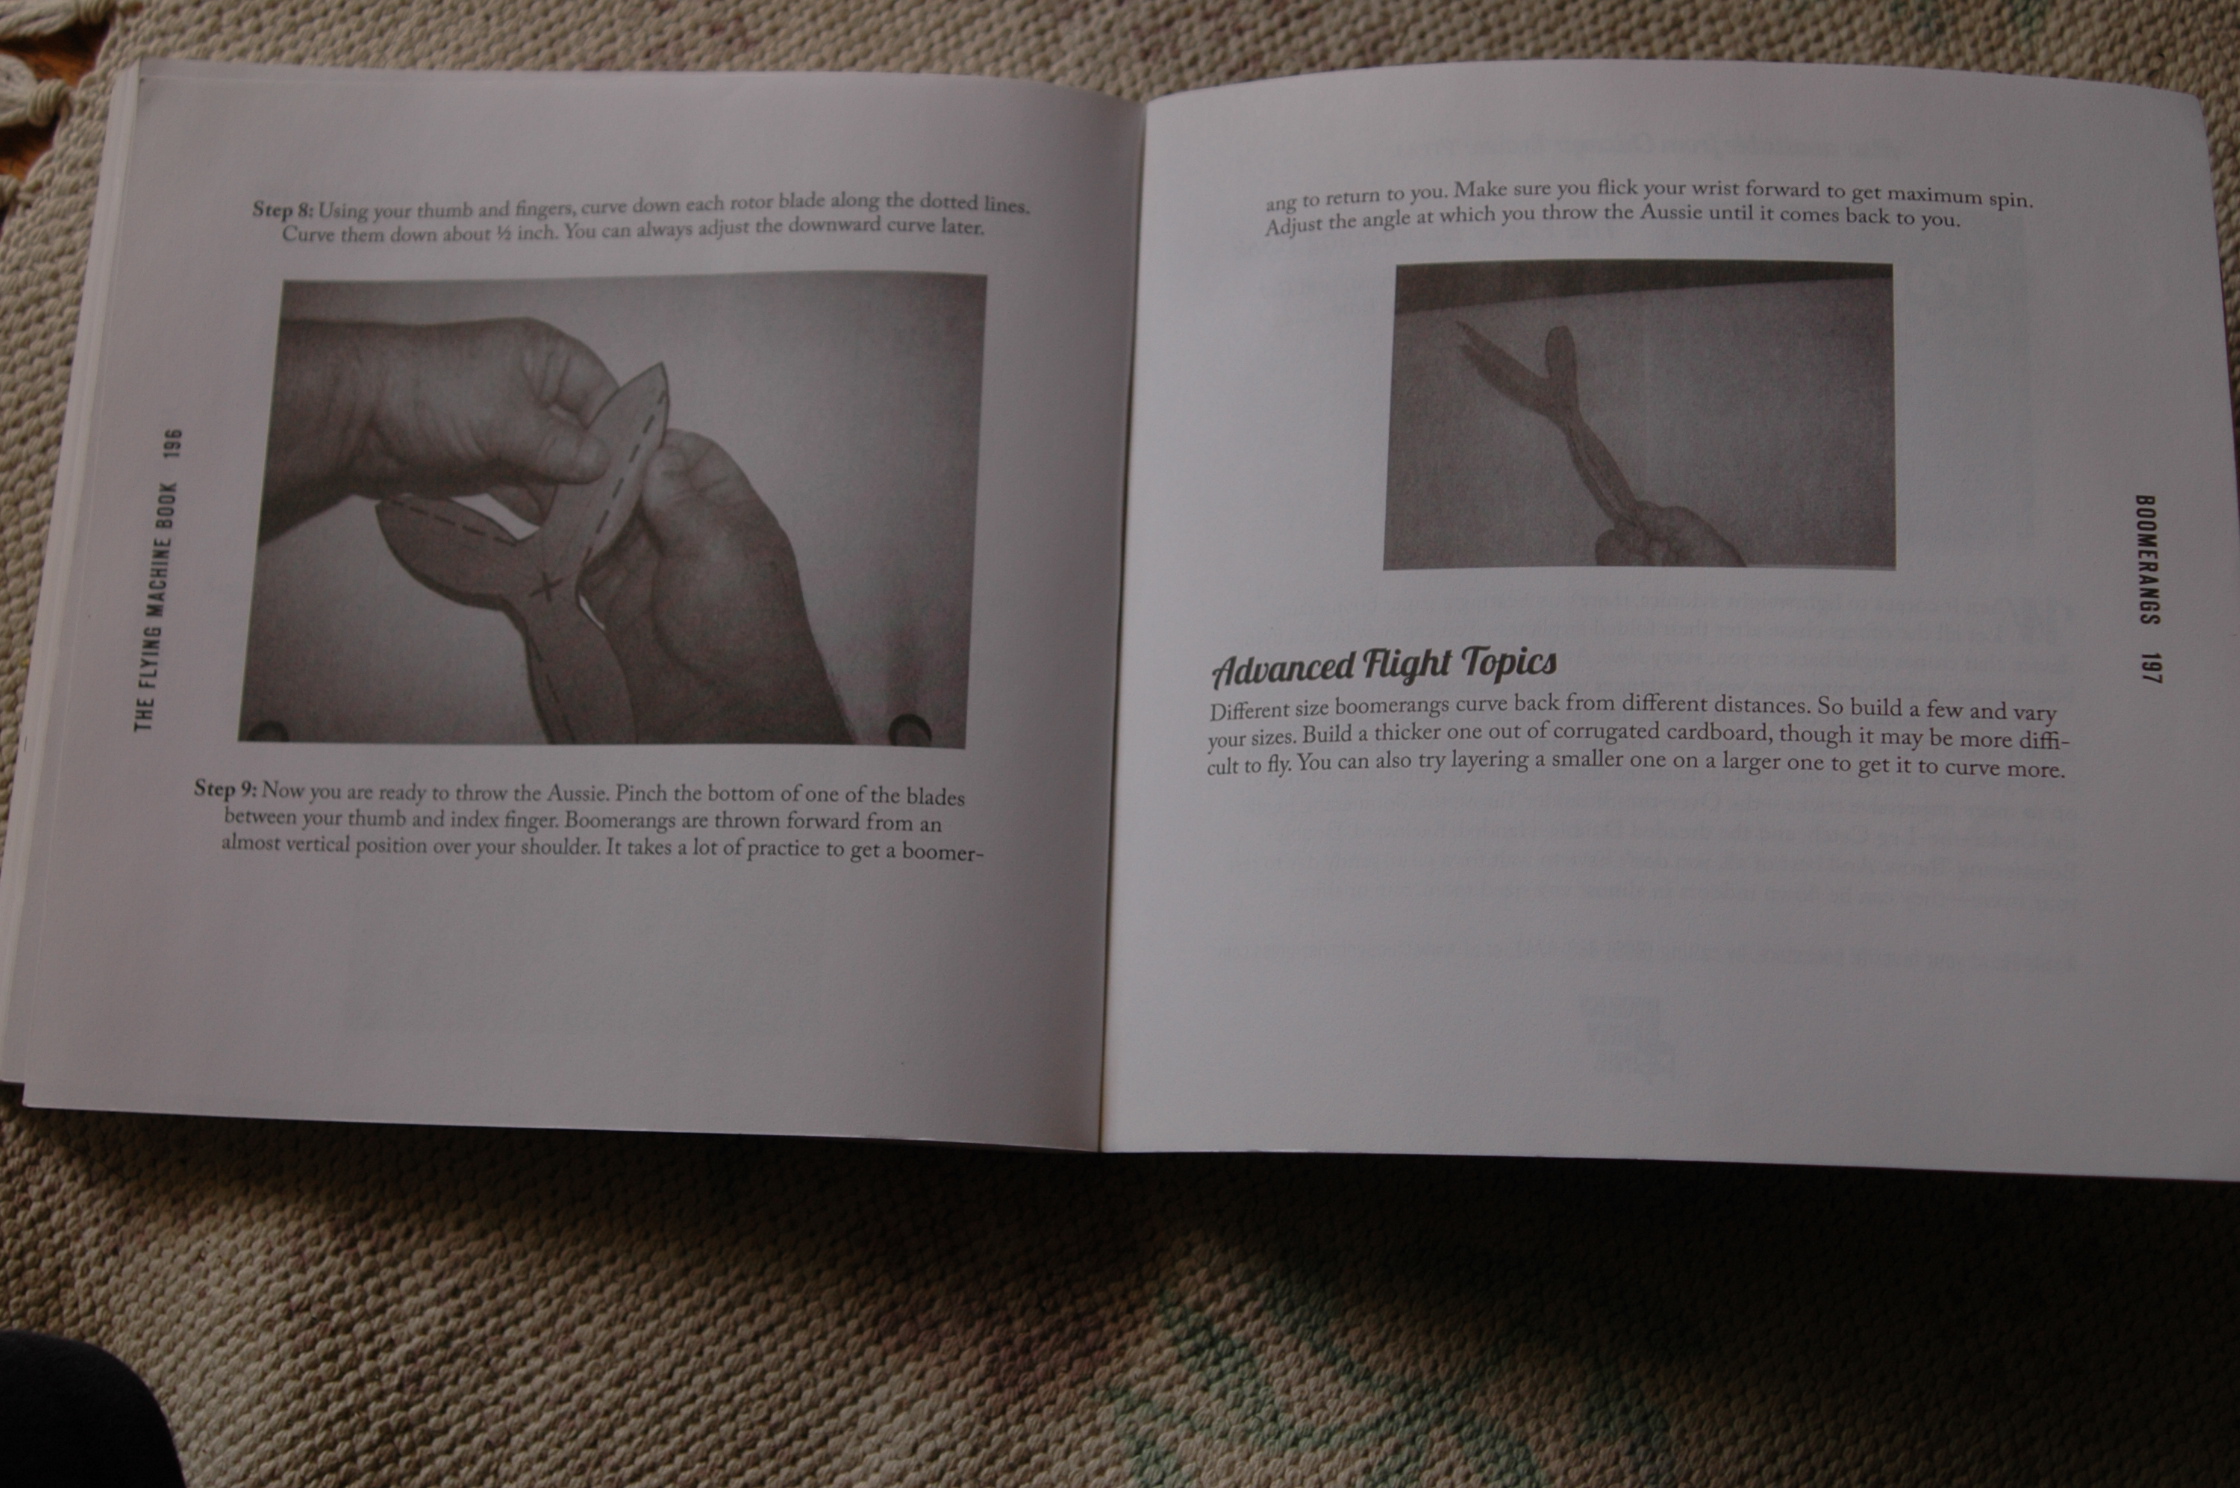 THE FLYING MACHINE BOOK 196
Step 8: Using your thumb and fingers, curve down each rotor blade along the dotted lines.
Curve them down about ½ inch. You can always adjust the downward curve later.
X
Step 9: Now you are ready to throw the Aussie. Pinch the bottom of one of the blades
between your thumb and index finger. Boomerangs are thrown forward from an
almost vertical position over your shoulder. It takes a lot of practice to get a boomer-
BOOMERANGS 197
ang to return to you. Make sure you flick your wrist forward to get maximum spin.
Adjust the angle at which you throw the Aussie until it comes back to you.
Advanced Flight Topics
Different size boomerangs curve back from different distances. So build a few and vary
your sizes. Build a thicker one out of corrugated cardboard, though it may be more diffi-
cult to fly. You can also try layering a smaller one on a larger one to get it to curve more.